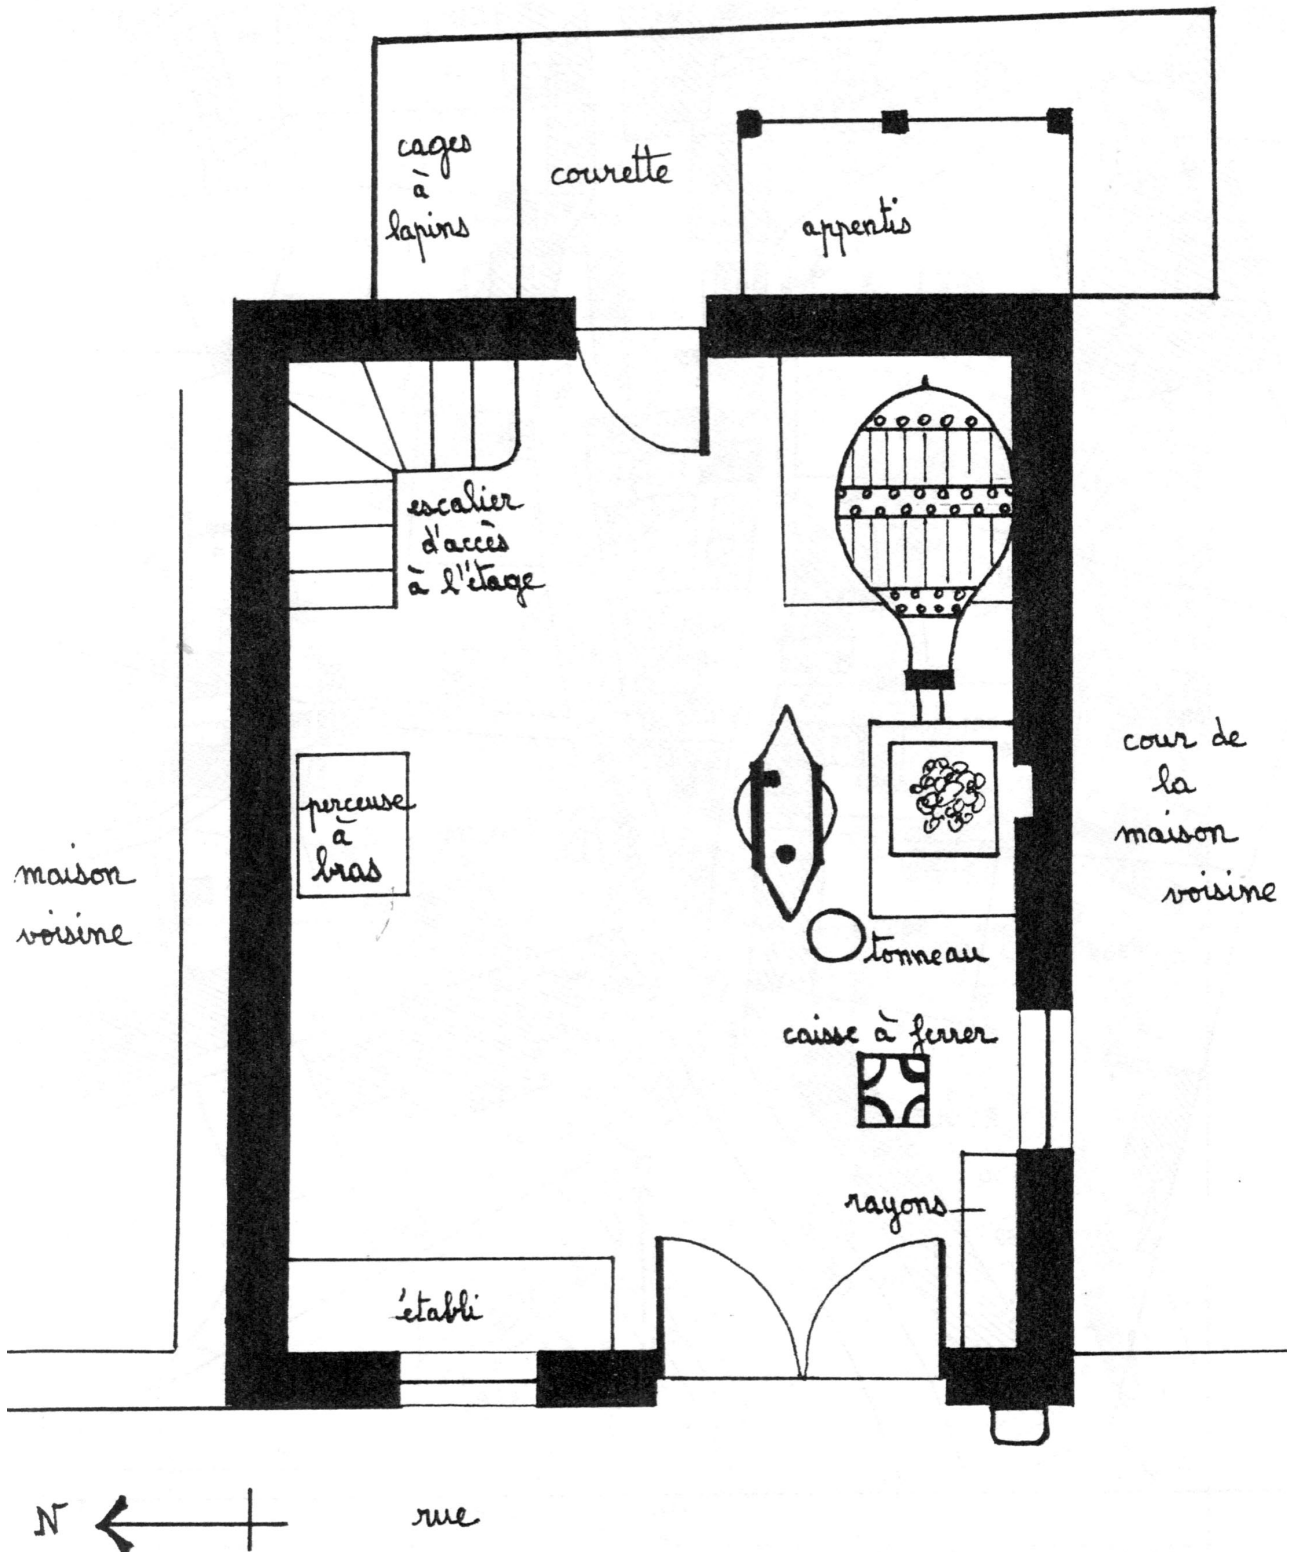 cages
à
lapins
courette
appentis
escalier
d'accès
à l'étage
perceuse
à
bras
maison
voisine
cour de
la
maison
voisine
tonneau
caisse à ferrer
rayons
établi
N
rue